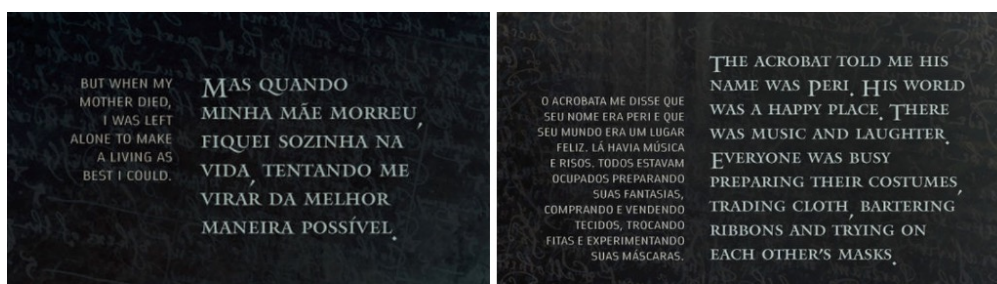 BUT WHEN MY
MOTHER DIED,
I WAS LEFT
ALONE TO MAKE
A LIVING AS
BEST I COULD.
MAS QUANDO
MINHA MÃE MORREU,
FIQUEI SOZINHA NA
VIDA, TENTANDO ME
VIRAR DA MELHOR
MANEIRA POSSÍVEL.
O ACROBATA ME DISSE QUE
SEU NOME ERA PERI E QUE
SEU MUNDO ERA UM LUGAR
FELIZ. LÁ HAVIA MÚSICA
E RISOS. TODOS ESTAVAM
OCUPADOS PREPARANDO
SUAS FANTASIAS,
COMPRANDO E VENDENDO
TECIDOS, TROCANDO
FITAS E EXPERIMENTANDO
SUAS MÁSCARAS.
THE ACROBAT TOLD ME HIS
NAME WAS PERI. HIS WORLD
WAS A HAPPY PLACE. THERE
WAS MUSIC AND LAUGHTER.
EVERYONE WAS BUSY
PREPARING THEIR COSTUMES,
TRADING CLOTH, BARTERING
RIBBONS AND TRYING ON
EACH OTHER'S MASKS.